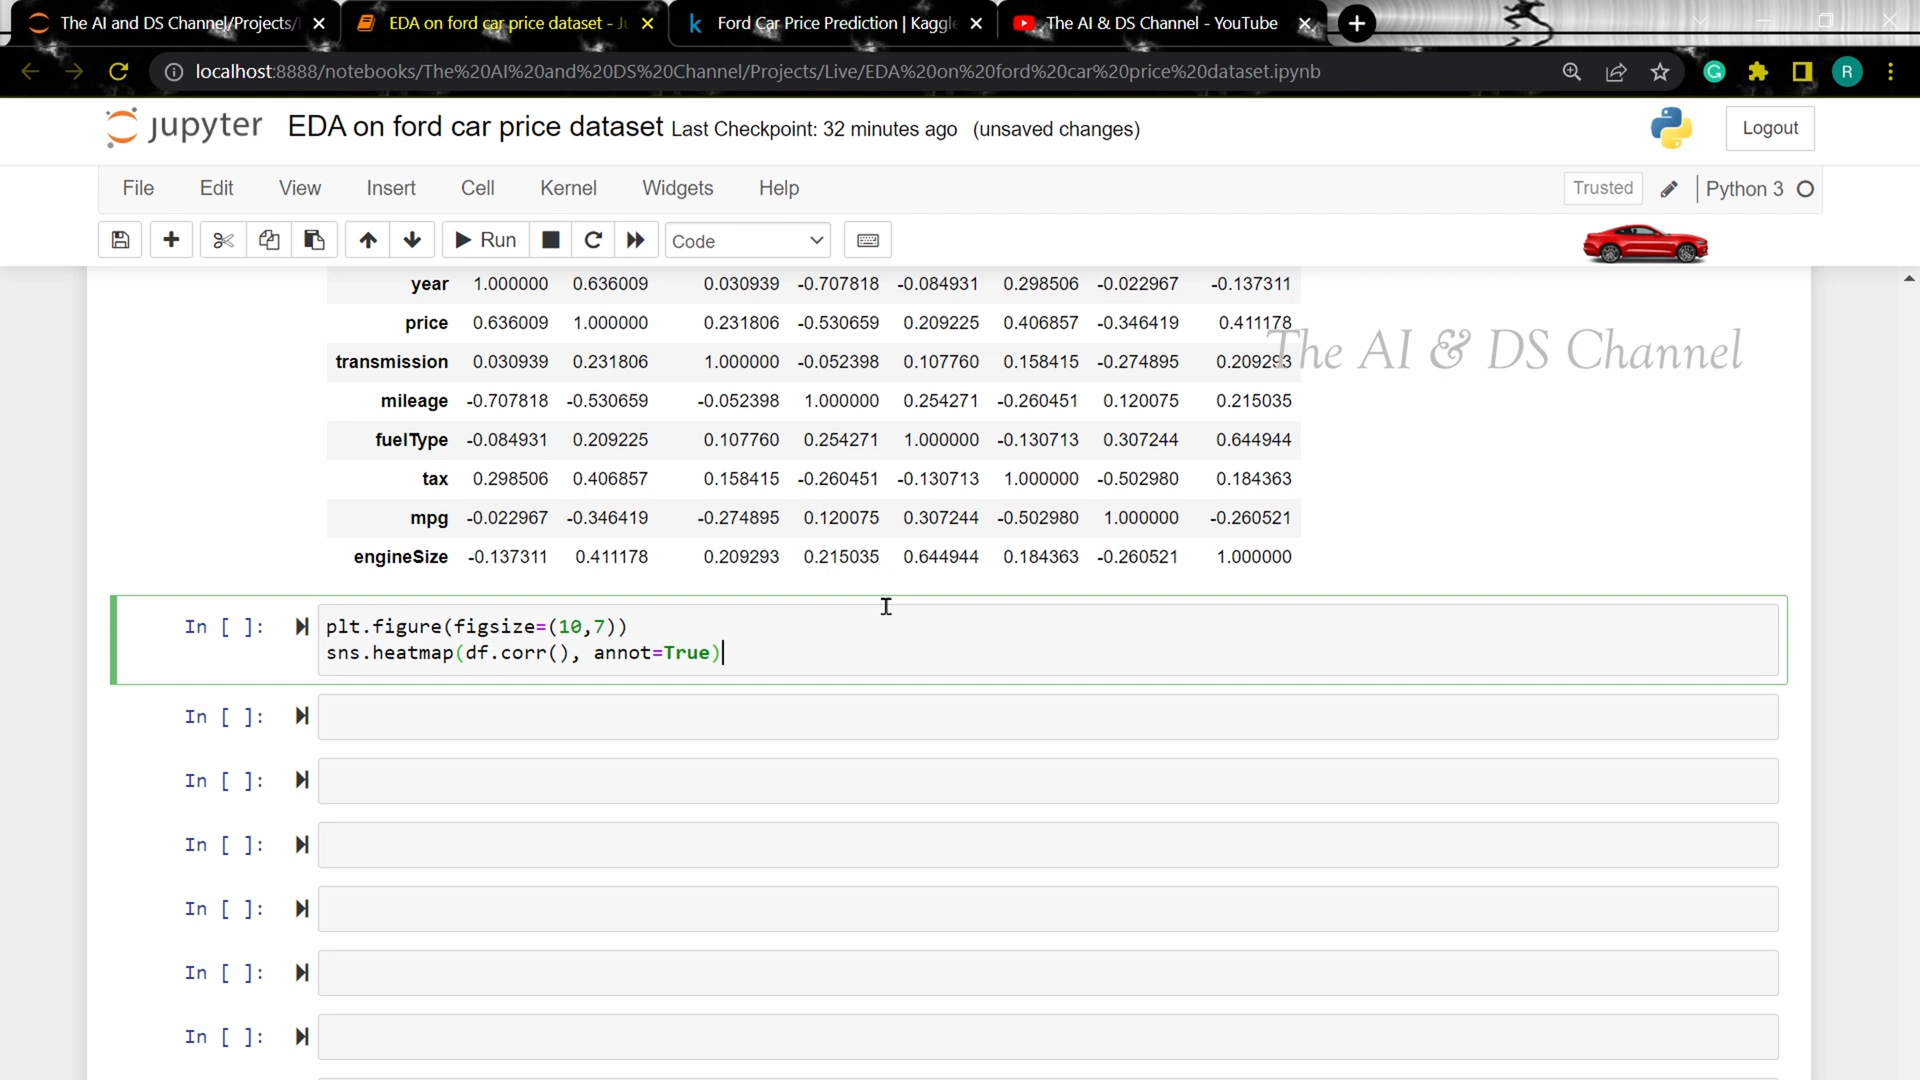 The AI and DS Channel/Projects/ EDA on ford car price dataset - Ju Ford Car Price Prediction | Kaggle The AI & DS Channel - YouTube
localhost:8888/notebooks/The%20AI%20and%20DS%20Channel/Projects/Live/EDA%20on%20ford%20car%20price%20dataset.ipynb G R
jupyter EDA on ford car price dataset Last Checkpoint: 32 minutes ago (unsaved changes) Logout
File Edit View Insert Cell Kernel Widgets Help Trusted Python 3
Run Code
year 1.000000 0.636009 0.030939 -0.707818 -0.084931 0.298506 -0.022967 -0.137311
price 0.636009 1.000000 0.231806 -0.530659 0.209225 0.406857 -0.346419 0.411178
The AI & DS Channel
transmission 0.030939 0.231806 1.000000 -0.052398 0.107760 0.158415 -0.274895 0.209293
mileage -0.707818 -0.530659 -0.052398 1.000000 0.254271 -0.260451 0.120075 0.215035
fuelType -0.084931 0.209225 0.107760 0.254271 1.000000 -0.130713 0.307244 0.644944
tax 0.298506 0.406857 0.158415 -0.260451 -0.130713 1.000000 -0.502980 0.184363
mpg -0.022967 -0.346419 -0.274895 0.120075 0.307244 -0.502980 1.000000 -0.260521
engineSize -0.137311 0.411178 0.209293 0.215035 0.644944 0.184363 -0.260521 1.000000
In [ ]: plt.figure(figsize=(10,7))
sns.heatmap(df.corr(), annot=True)
In [ ]:
In [ ]:
In [ ]:
In [ ]:
In [ ]:
In [ ]: